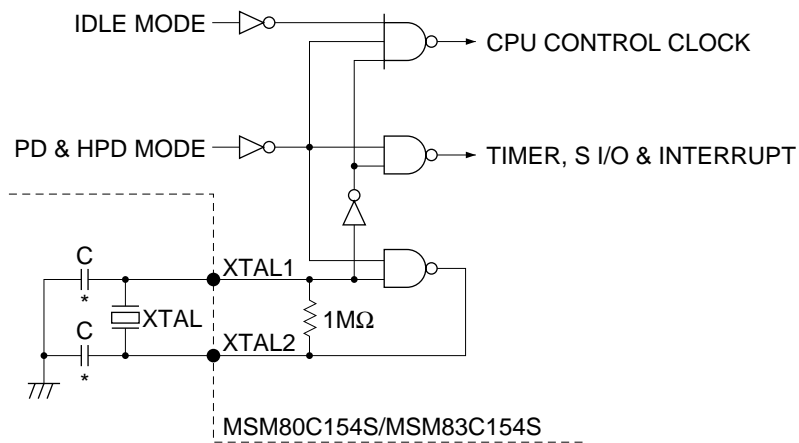 IDLE MODE
CPU CONTROL CLOCK
PD & HPD MODE
TIMER, S I/O & INTERRUPT
C
*
XTAL1
XTAL
1MΩ
C
*
XTAL2
MSM80C154S/MSM83C154S